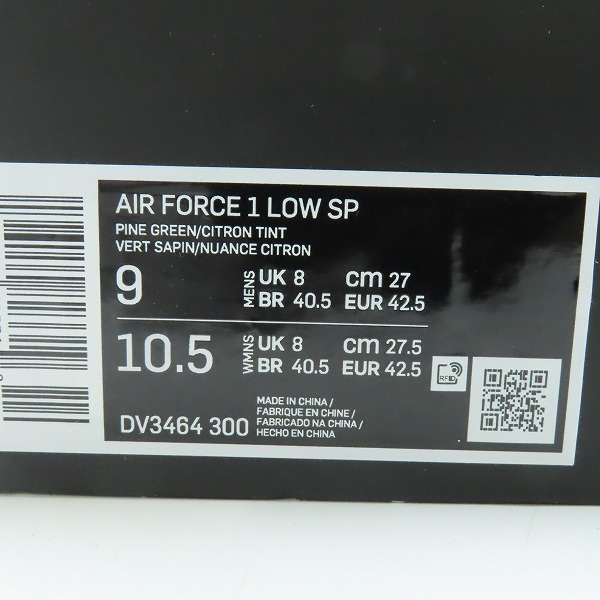 AIR FORCE 1 LOW SP
PINE GREEN/CITRON TINT
VERT SAPIN/NUANCE CITRON
9 MENS UK 8 cm 27
BR 40.5 EUR 42.5
10.5 WMNS UK 8 cm 27.5
BR 40.5 EUR 42.5
RFID
DV3464 300
MADE IN CHINA/
FABRIQUE EN CHINE/
FABRICADO NA CHINA/
HECHO EN CHINA